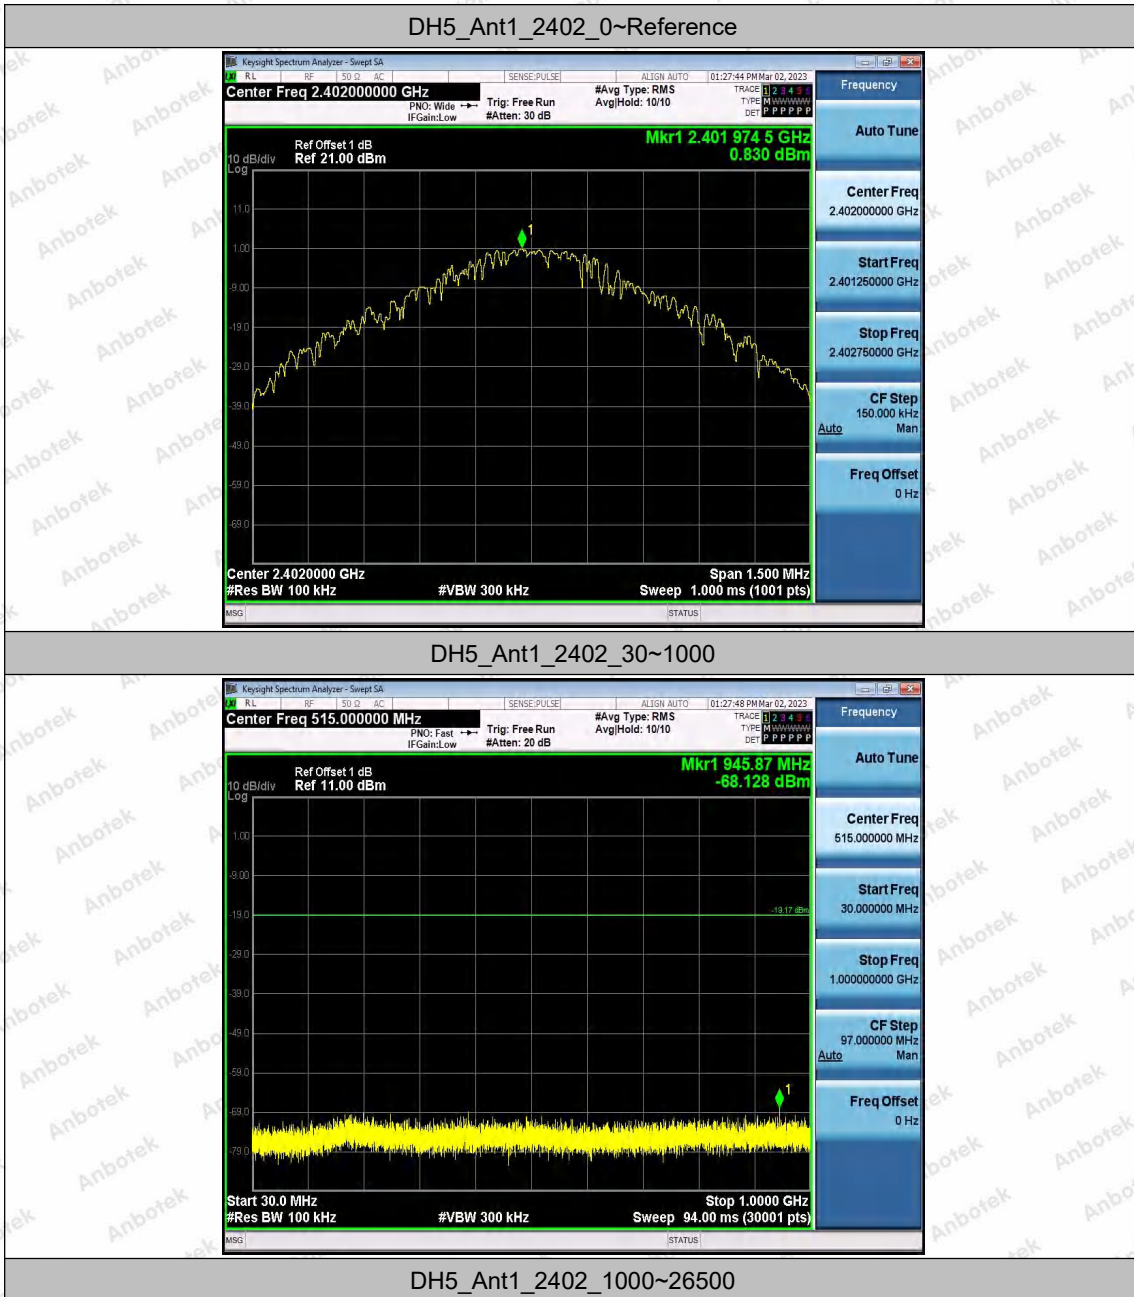 DH5_Ant1_2402_0~Reference
Keysight Spectrum Analyzer - Swept SA
RL RF 50 Ω AC SENSE:PULSE ALIGN AUTO 01:27:44 PM Mar 02, 2023
Center Freq 2.402000000 GHz
PNO: Wide
IFGain:Low
Trig: Free Run
#Atten: 30 dB
#Avg Type: RMS
Avg|Hold: 10/10
TRACE 1 2 3 4 5 6
TYPE M W W W W W
DET P P P P P P
Ref Offset 1 dB
10 dB/div Ref 21.00 dBm
Log
Mkr1 2.401 974 5 GHz
0.830 dBm
11.0
1
1.00
-9.00
-19.0
-29.0
-39.0
-49.0
-59.0
-69.0
Center 2.4020000 GHz Span 1.500 MHz
#Res BW 100 kHz #VBW 300 kHz Sweep 1.000 ms (1001 pts)
MSG STATUS
Frequency
Auto Tune
Center Freq
2.402000000 GHz
Start Freq
2.401250000 GHz
Stop Freq
2.402750000 GHz
CF Step
150.000 kHz
Auto Man
Freq Offset
0 Hz
DH5_Ant1_2402_30~1000
Keysight Spectrum Analyzer - Swept SA
RL RF 50 Ω AC SENSE:PULSE ALIGN AUTO 01:27:48 PM Mar 02, 2023
Center Freq 515.000000 MHz
PNO: Fast
IFGain:Low
Trig: Free Run
#Atten: 20 dB
#Avg Type: RMS
Avg|Hold: 10/10
TRACE 1 2 3 4 5 6
TYPE M W W W W W
DET P P P P P P
Ref Offset 1 dB
10 dB/div Ref 11.00 dBm
Log
Mkr1 945.87 MHz
-68.128 dBm
1.00
-9.00
-19.0
-19.17 dBm
-29.0
-39.0
-49.0
-59.0
1
-69.0
-79.0
Start 30.0 MHz Stop 1.0000 GHz
#Res BW 100 kHz #VBW 300 kHz Sweep 94.00 ms (30001 pts)
MSG STATUS
Frequency
Auto Tune
Center Freq
515.000000 MHz
Start Freq
30.000000 MHz
Stop Freq
1.000000000 GHz
CF Step
97.000000 MHz
Auto Man
Freq Offset
0 Hz
DH5_Ant1_2402_1000~26500